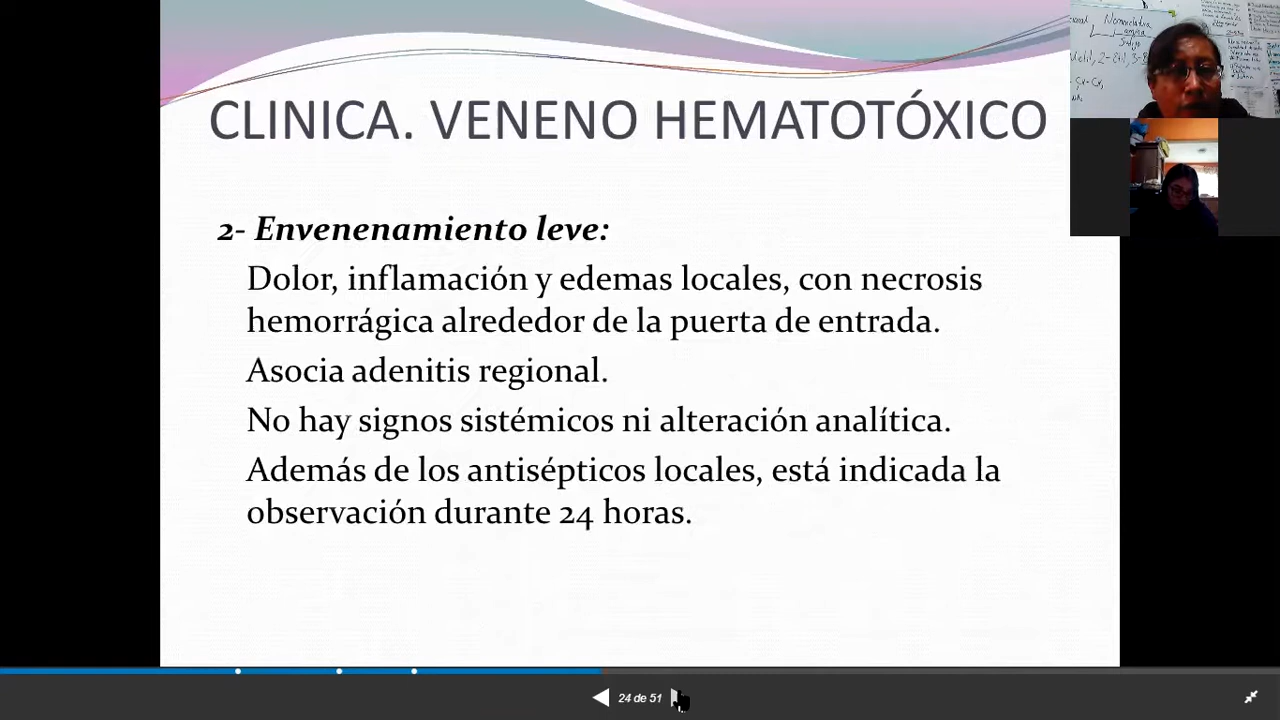 CLINICA. VENENO HEMATOTÓXICO
2- Envenenamiento leve:
Dolor, inflamación y edemas locales, con necrosis
hemorrágica alrededor de la puerta de entrada.
Asocia adenitis regional.
No hay signos sistémicos ni alteración analítica.
Además de los antisépticos locales, está indicada la
observación durante 24 horas.
24 de 51